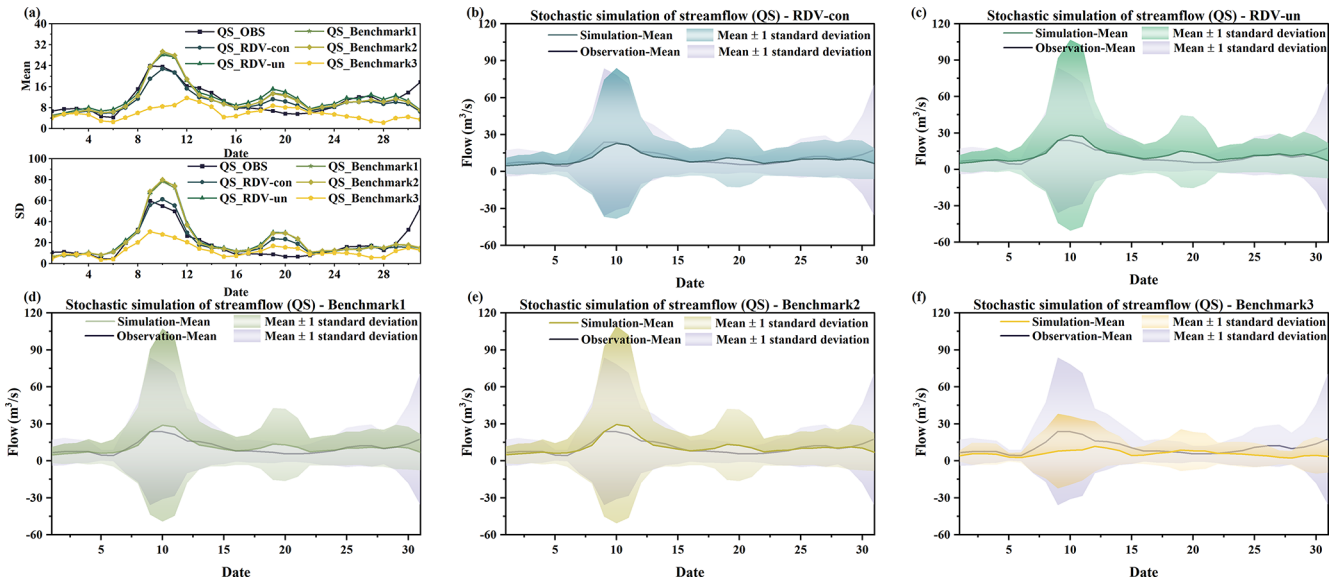 (a)
Mean
40
32
24
16
8
0
QS_OBS
QS_RDV-con
QS_RDV-un
QS_Benchmark1
QS_Benchmark2
QS_Benchmark3
4 8 12 16 20 24 28
Date
SD
100
80
60
40
20
0
QS_OBS
QS_RDV-con
QS_RDV-un
QS_Benchmark1
QS_Benchmark2
QS_Benchmark3
4 8 12 16 20 24 28
Date
(b)
Stochastic simulation of streamflow (QS) - RDV-con
Simulation-Mean
Mean ± 1 standard deviation
Observation-Mean
Mean ± 1 standard deviation
Flow (m³/s)
120
90
60
30
0
-30
-60
5 10 15 20 25 30
Date
(c)
Stochastic simulation of streamflow (QS) - RDV-un
Simulation-Mean
Mean ± 1 standard deviation
Observation-Mean
Mean ± 1 standard deviation
Flow (m³/s)
120
90
60
30
0
-30
-60
5 10 15 20 25 30
Date
(d)
Stochastic simulation of streamflow (QS) - Benchmark1
Simulation-Mean
Mean ± 1 standard deviation
Observation-Mean
Mean ± 1 standard deviation
Flow (m³/s)
120
90
60
30
0
-30
-60
5 10 15 20 25 30
Date
(e)
Stochastic simulation of streamflow (QS) - Benchmark2
Simulation-Mean
Mean ± 1 standard deviation
Observation-Mean
Mean ± 1 standard deviation
Flow (m³/s)
120
90
60
30
0
-30
-60
5 10 15 20 25 30
Date
(f)
Stochastic simulation of streamflow (QS) - Benchmark3
Simulation-Mean
Mean ± 1 standard deviation
Observation-Mean
Mean ± 1 standard deviation
Flow (m³/s)
120
90
60
30
0
-30
-60
5 10 15 20 25 30
Date